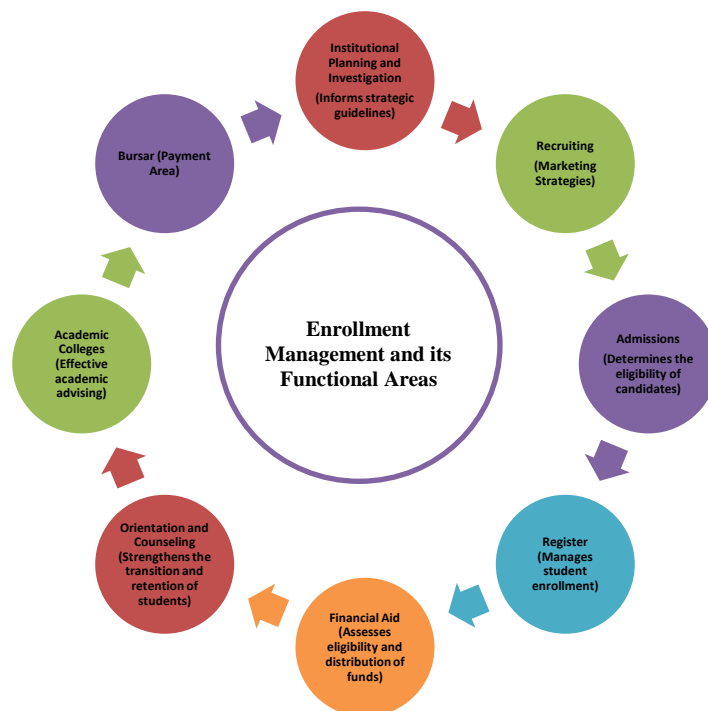 Institutional
Planning and
Investigation
(Informs strategic
guidelines)
Recruiting
(Marketing
Strategies)
Admissions
(Determines the
eligibility of
candidates)
Register
(Manages
student
enrollment)
Financial Aid
(Assesses
eligibility and
distribution of
funds)
Orientation and
Counseling
(Strengthens the
transition and
retention of
students)
Academic
Colleges
(Effective
academic
advising)
Bursar (Payment
Area)
Enrollment
Management and its
Functional Areas